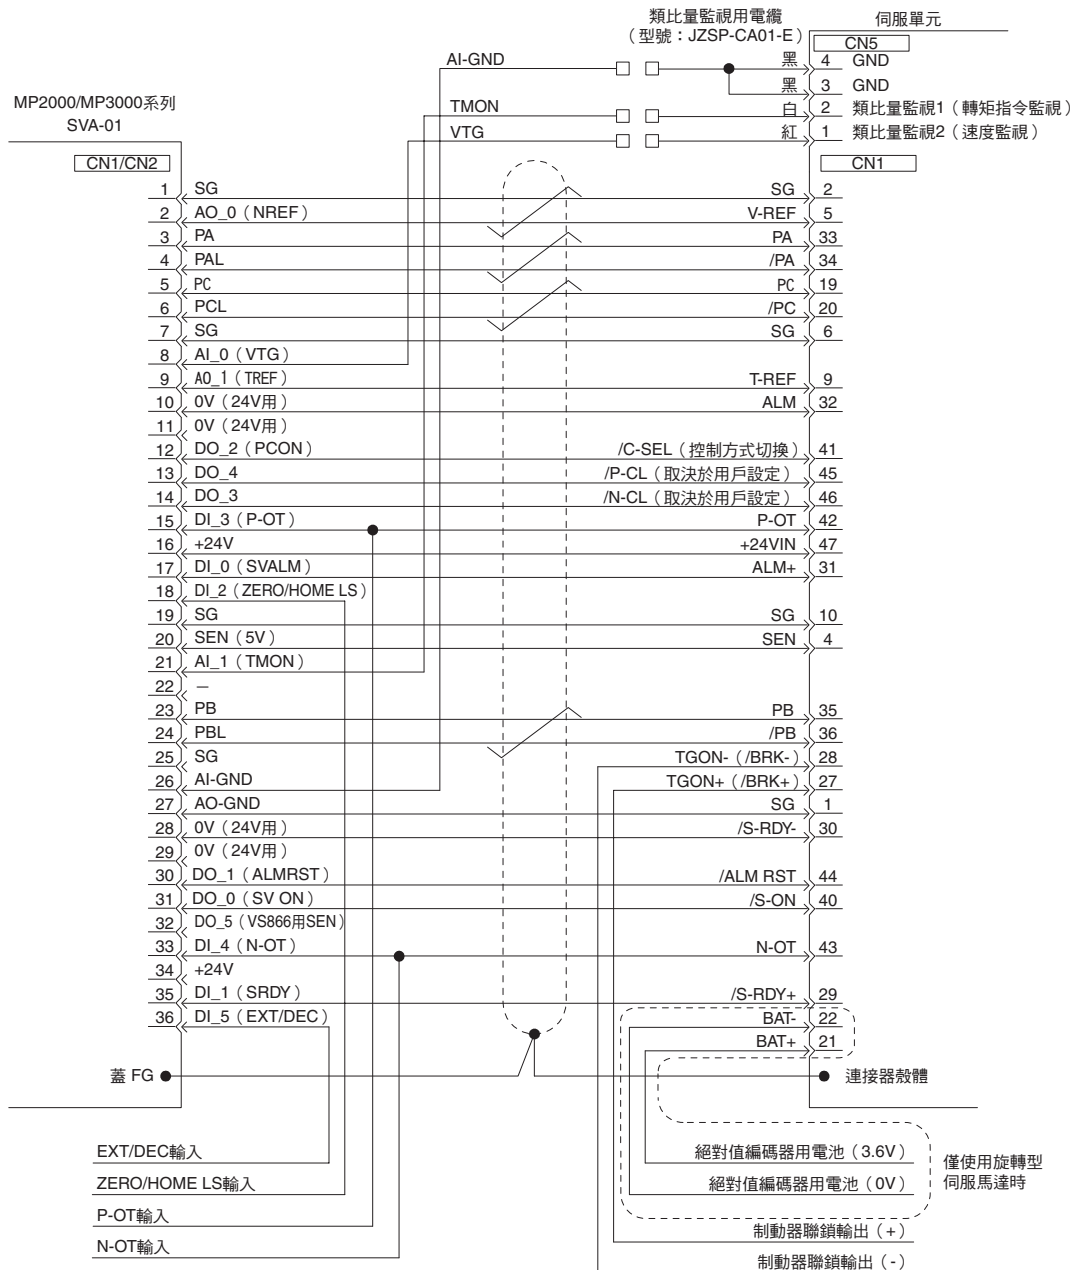 類比量監視用電纜
（型號：JZSP-CA01-E）
伺服單元
CN5
AI-GND 黑 4 GND
黑 3 GND
TMON 白 2 類比量監視1（轉矩指令監視）
VTG 紅 1 類比量監視2（速度監視）
MP2000/MP3000系列
SVA-01
CN1/CN2 CN1
1 SG SG 2
2 AO_0（NREF） V-REF 5
3 PA PA 33
4 PAL /PA 34
5 PC PC 19
6 PCL /PC 20
7 SG SG 6
8 AI_0（VTG）
9 AO_1（TREF） T-REF 9
10 0V（24V用） ALM 32
11 0V（24V用）
12 DO_2（PCON） /C-SEL（控制方式切換） 41
13 DO_4 /P-CL（取決於用戶設定） 45
14 DO_3 /N-CL（取決於用戶設定） 46
15 DI_3（P-OT） P-OT 42
16 +24V +24VIN 47
17 DI_0（SVALM） ALM+ 31
18 DI_2（ZERO/HOME LS）
19 SG SG 10
20 SEN（5V） SEN 4
21 AI_1（TMON）
22 —
23 PB PB 35
24 PBL /PB 36
25 SG TGON-（/BRK-） 28
26 AI-GND TGON+（/BRK+） 27
27 AO-GND SG 1
28 0V（24V用） /S-RDY- 30
29 0V（24V用）
30 DO_1（ALMRST） /ALM RST 44
31 DO_0（SV ON） /S-ON 40
32 DO_5（VS866用SEN）
33 DI_4（N-OT） N-OT 43
34 +24V
35 DI_1（SRDY） /S-RDY+ 29
36 DI_5（EXT/DEC） BAT- 22
BAT+ 21
蓋 FG 連接器殼體
EXT/DEC輸入 絕對值編碼器用電池（3.6V）
ZERO/HOME LS輸入 絕對值編碼器用電池（0V）
僅使用旋轉型
伺服馬達時
P-OT輸入 制動器聯鎖輸出（+）
N-OT輸入 制動器聯鎖輸出（-）